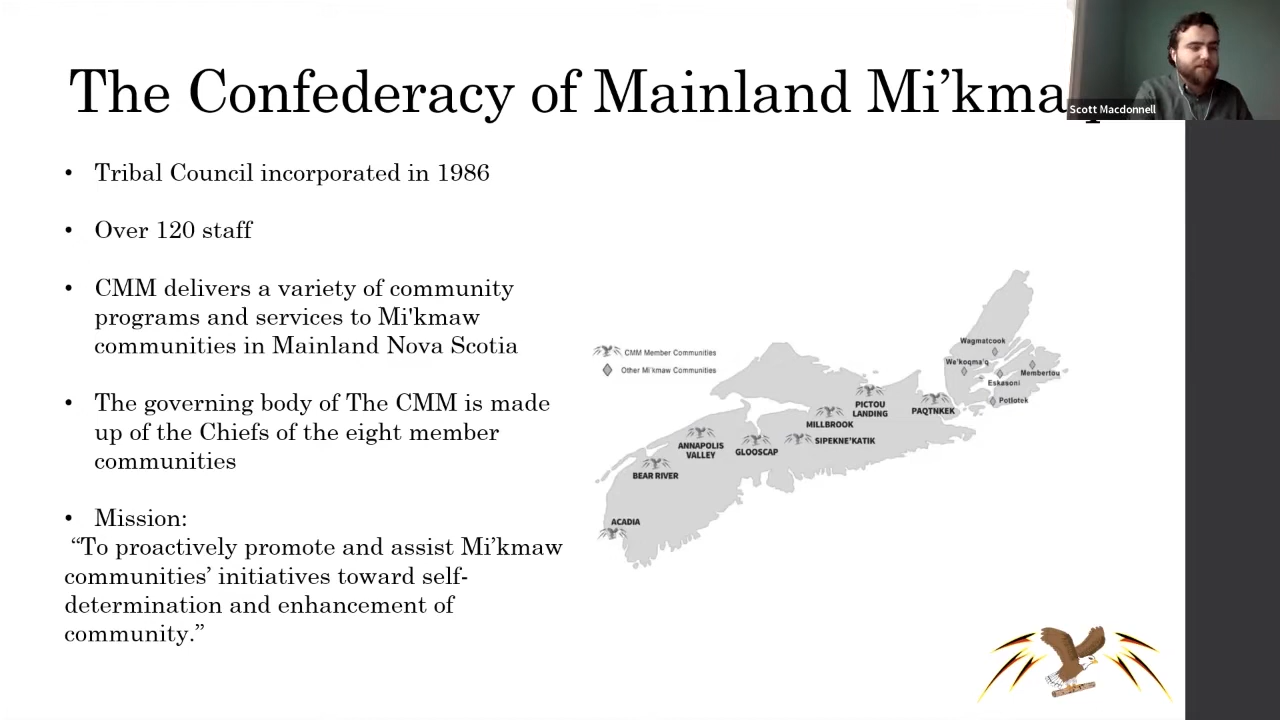 The Confederacy of Mainland Mi’kma
Scott Macdonnell
• Tribal Council incorporated in 1986
• Over 120 staff
• CMM delivers a variety of community
programs and services to Mi'kmaw
communities in Mainland Nova Scotia
• The governing body of The CMM is made
up of the Chiefs of the eight member
communities
• Mission:
“To proactively promote and assist Mi’kmaw
communities’ initiatives toward self-
determination and enhancement of
community.”
CMM Member Communities
Other Mi'kmaw Communities
Wagmatcook
We'koqma'q
Membertou
Eskasoni
Potlotek
PICTOU
LANDING
PAQTNKEK
MILLBROOK
SIPEKNE'KATIK
ANNAPOLIS
VALLEY
GLOOSCAP
BEAR RIVER
ACADIA